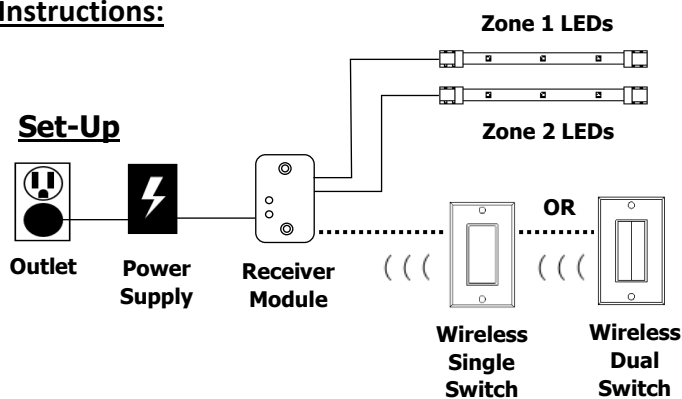 Instructions:
Zone 1 LEDs
Set-Up
Zone 2 LEDs
OR
Outlet
Power
Supply
Receiver
Module
Wireless
Single
Switch
Wireless
Dual
Switch